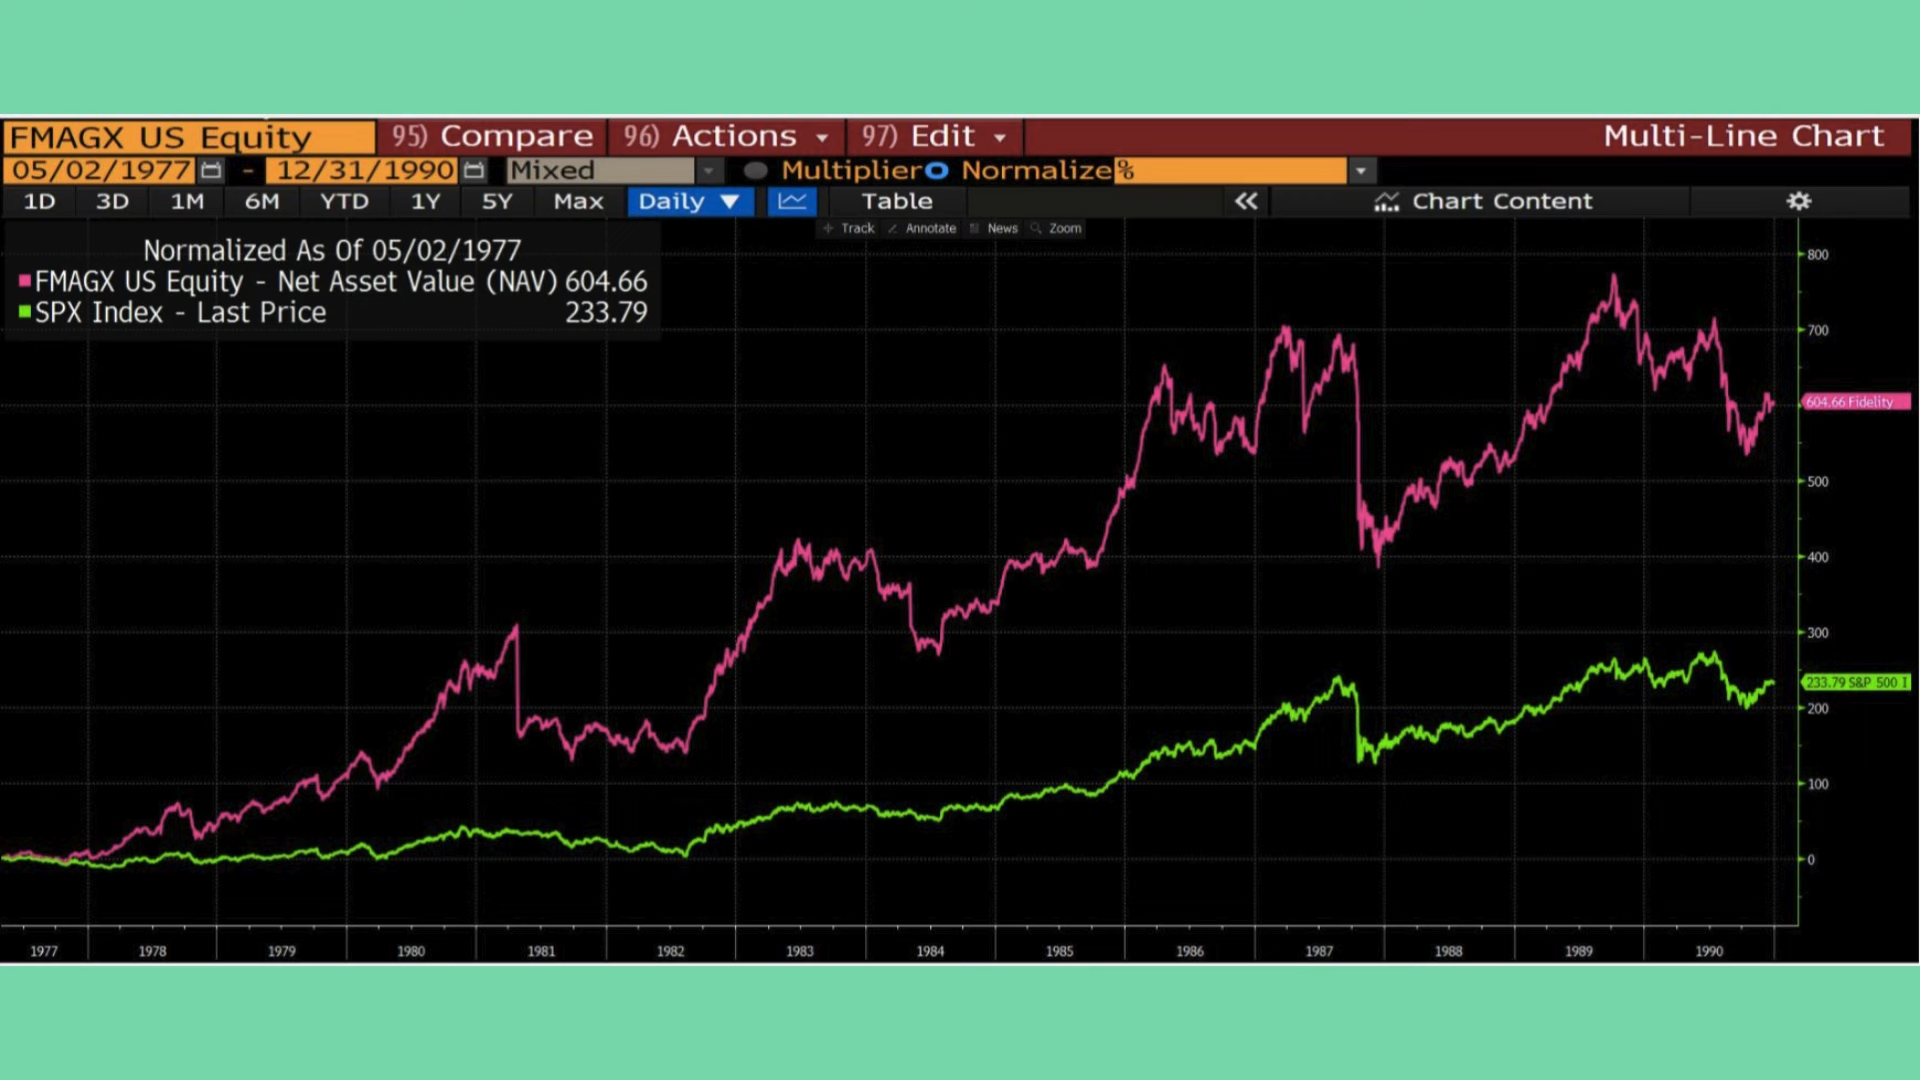 FMAGX US Equity 95) Compare 96) Actions 97) Edit Multi-Line Chart
05/02/1977 - 12/31/1990 Mixed Multiplier Normalize %
1D 3D 1M 6M YTD 1Y 5Y Max Daily ▼ Table « Chart Content
Track Annotate News Zoom
Normalized As Of 05/02/1977
FMAGX US Equity - Net Asset Value (NAV) 604.66
SPX Index - Last Price 233.79
800
700
604.66 Fidelity
500
400
300
233.79 S&P 500 I
200
100
0
1977 1978 1979 1980 1981 1982 1983 1984 1985 1986 1987 1988 1989 1990